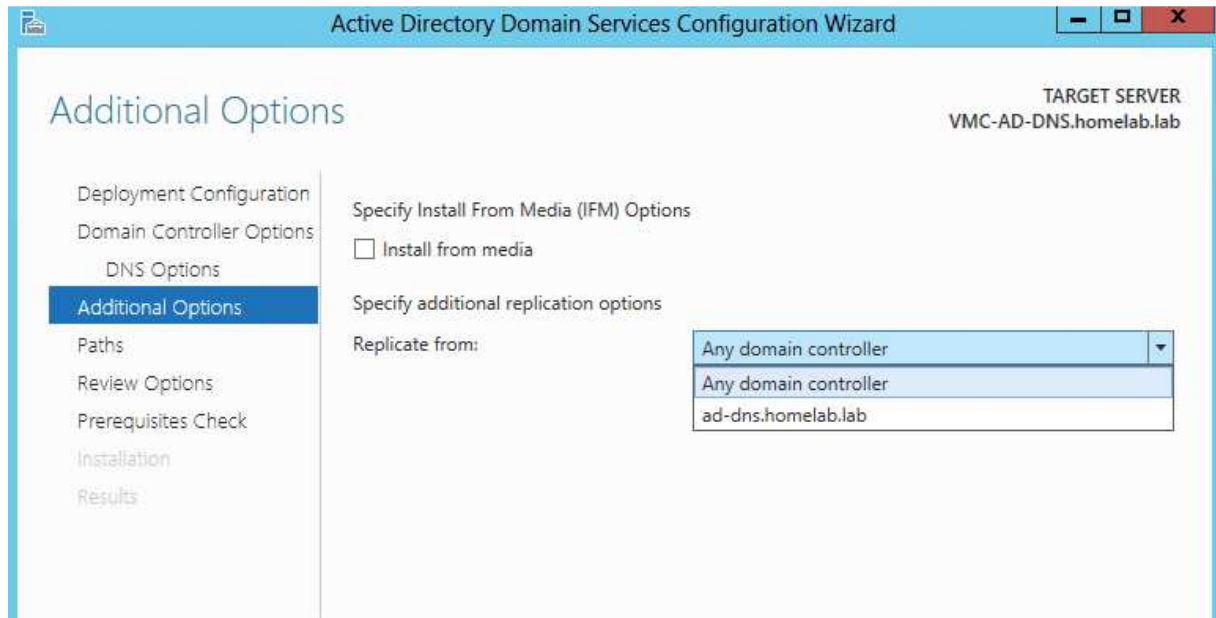 Active Directory Domain Services Configuration Wizard
Additional Options
TARGET SERVER
VMC-AD-DNS.homelab.lab
Deployment Configuration
Domain Controller Options
DNS Options
Additional Options
Paths
Review Options
Prerequisites Check
Installation
Results
Specify Install From Media (IFM) Options
Install from media
Specify additional replication options
Replicate from:
Any domain controller
Any domain controller
ad-dns.homelab.lab